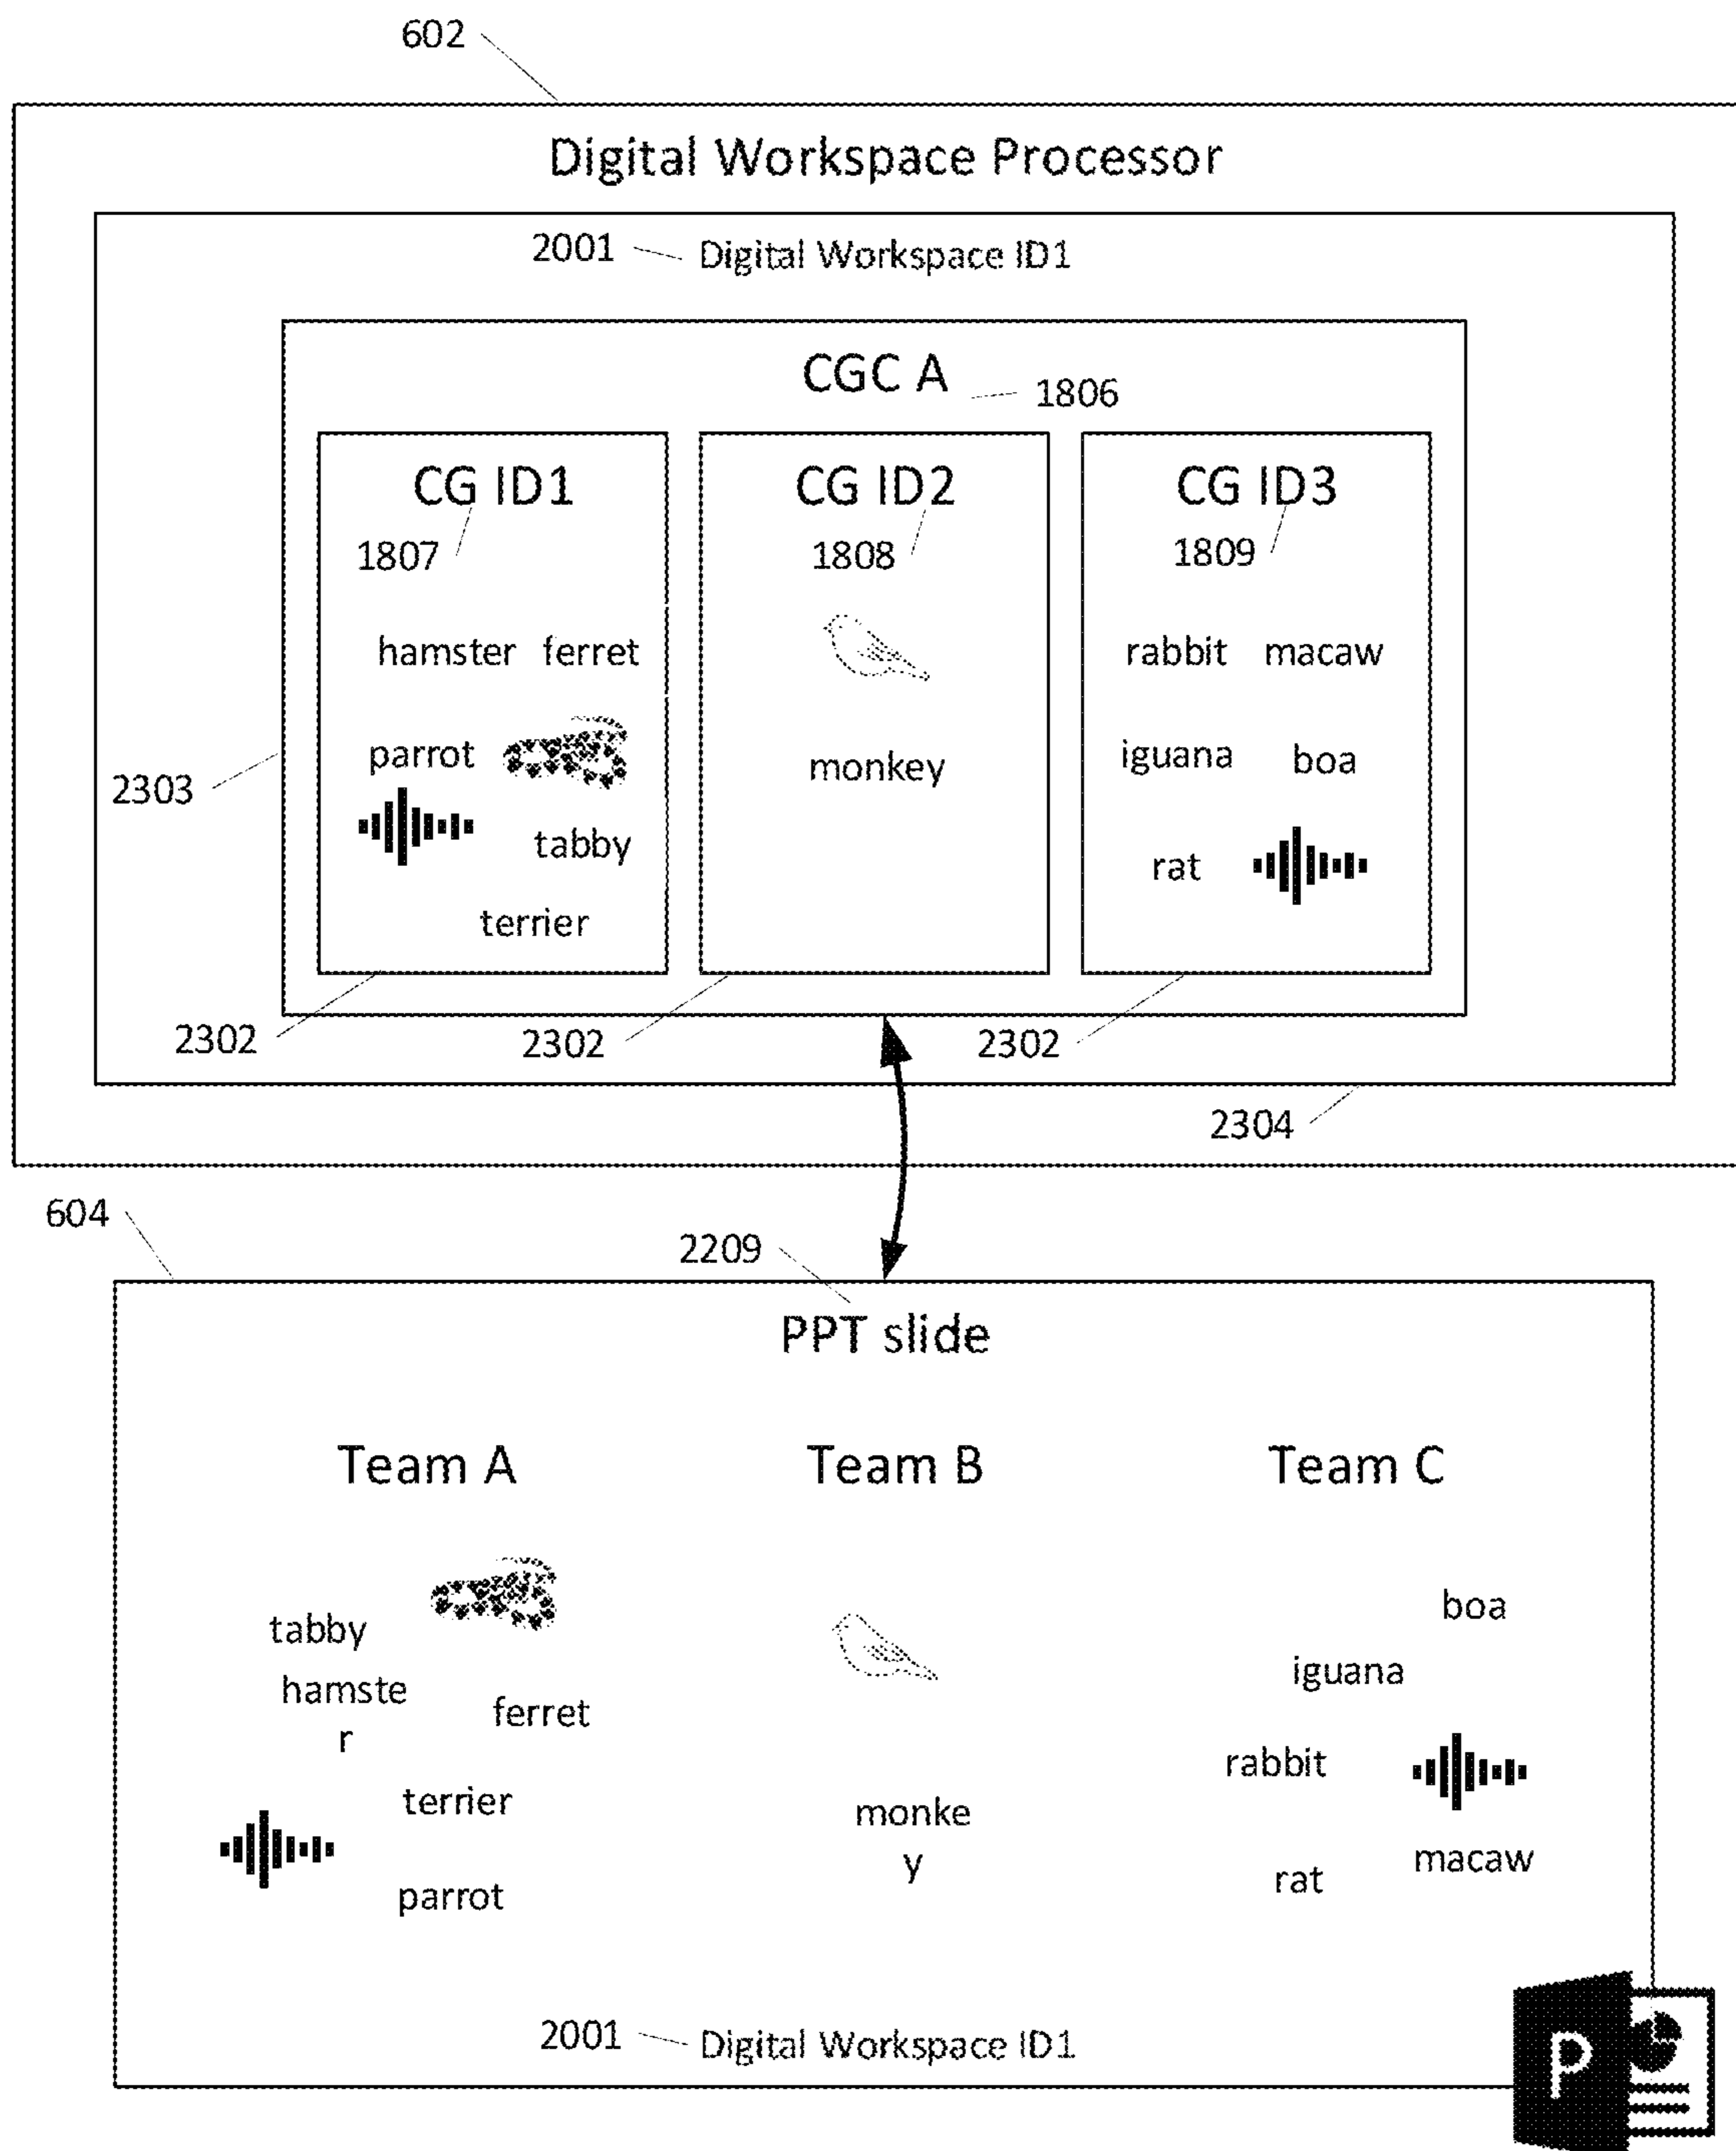 602
Digital Workspace Processor
2001 Digital Workspace ID1
CGC A
1806
CG ID1 CG ID2 CG ID3
1807 1808 1809
hamster ferret rabbit macaw
parrot monkey iguana boa
2303
tabby rat
terrier
2302 2302 2302
2304
604
2209
PPT slide
Team A Team B Team C
boa
tabby
iguana
hamste
r
ferret
rabbit
terrier
monke
y
macaw
parrot
rat
2001 Digital Workspace ID1
P